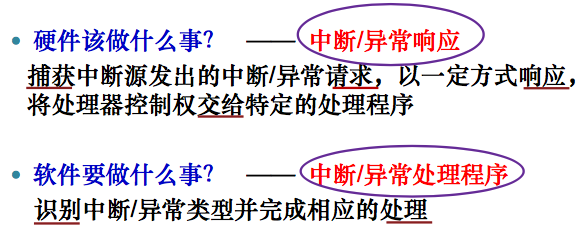 • 硬件该做什么事？ —— 中断/异常响应
捕获中断源发出的中断/异常请求，以一定方式响应，
将处理器控制权交给特定的处理程序
• 软件要做什么事？ —— 中断/异常处理程序
识别中断/异常类型并完成相应的处理